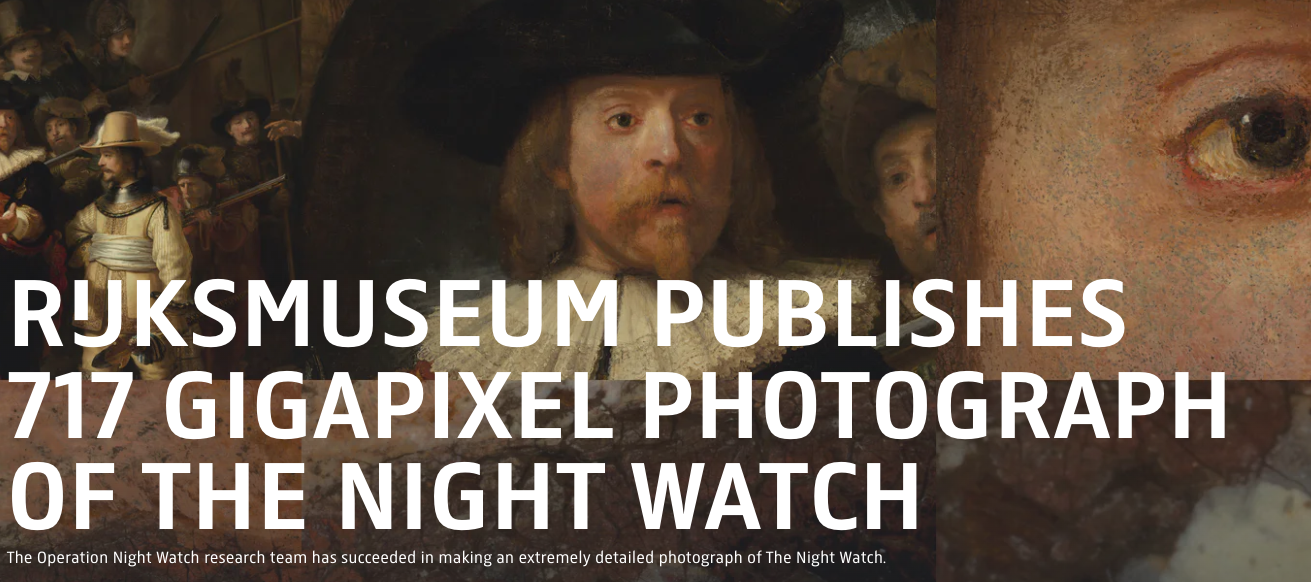 RIJKSMUSEUM PUBLISHES
717 GIGAPIXEL PHOTOGRAPH
OF THE NIGHT WATCH
The Operation Night Watch research team has succeeded in making an extremely detailed photograph of The Night Watch.